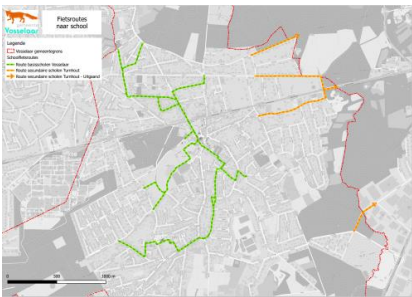 Vosselaar
Fietsroutes
naar school
Legende
Vosselaar gemeentegrens
Schoolfietsroutes
Route basisscholen Vosselaar
Route secundaire scholen Turnhout
Route secundaire scholen Turnhout - Uitgaand
0 500 1000 m